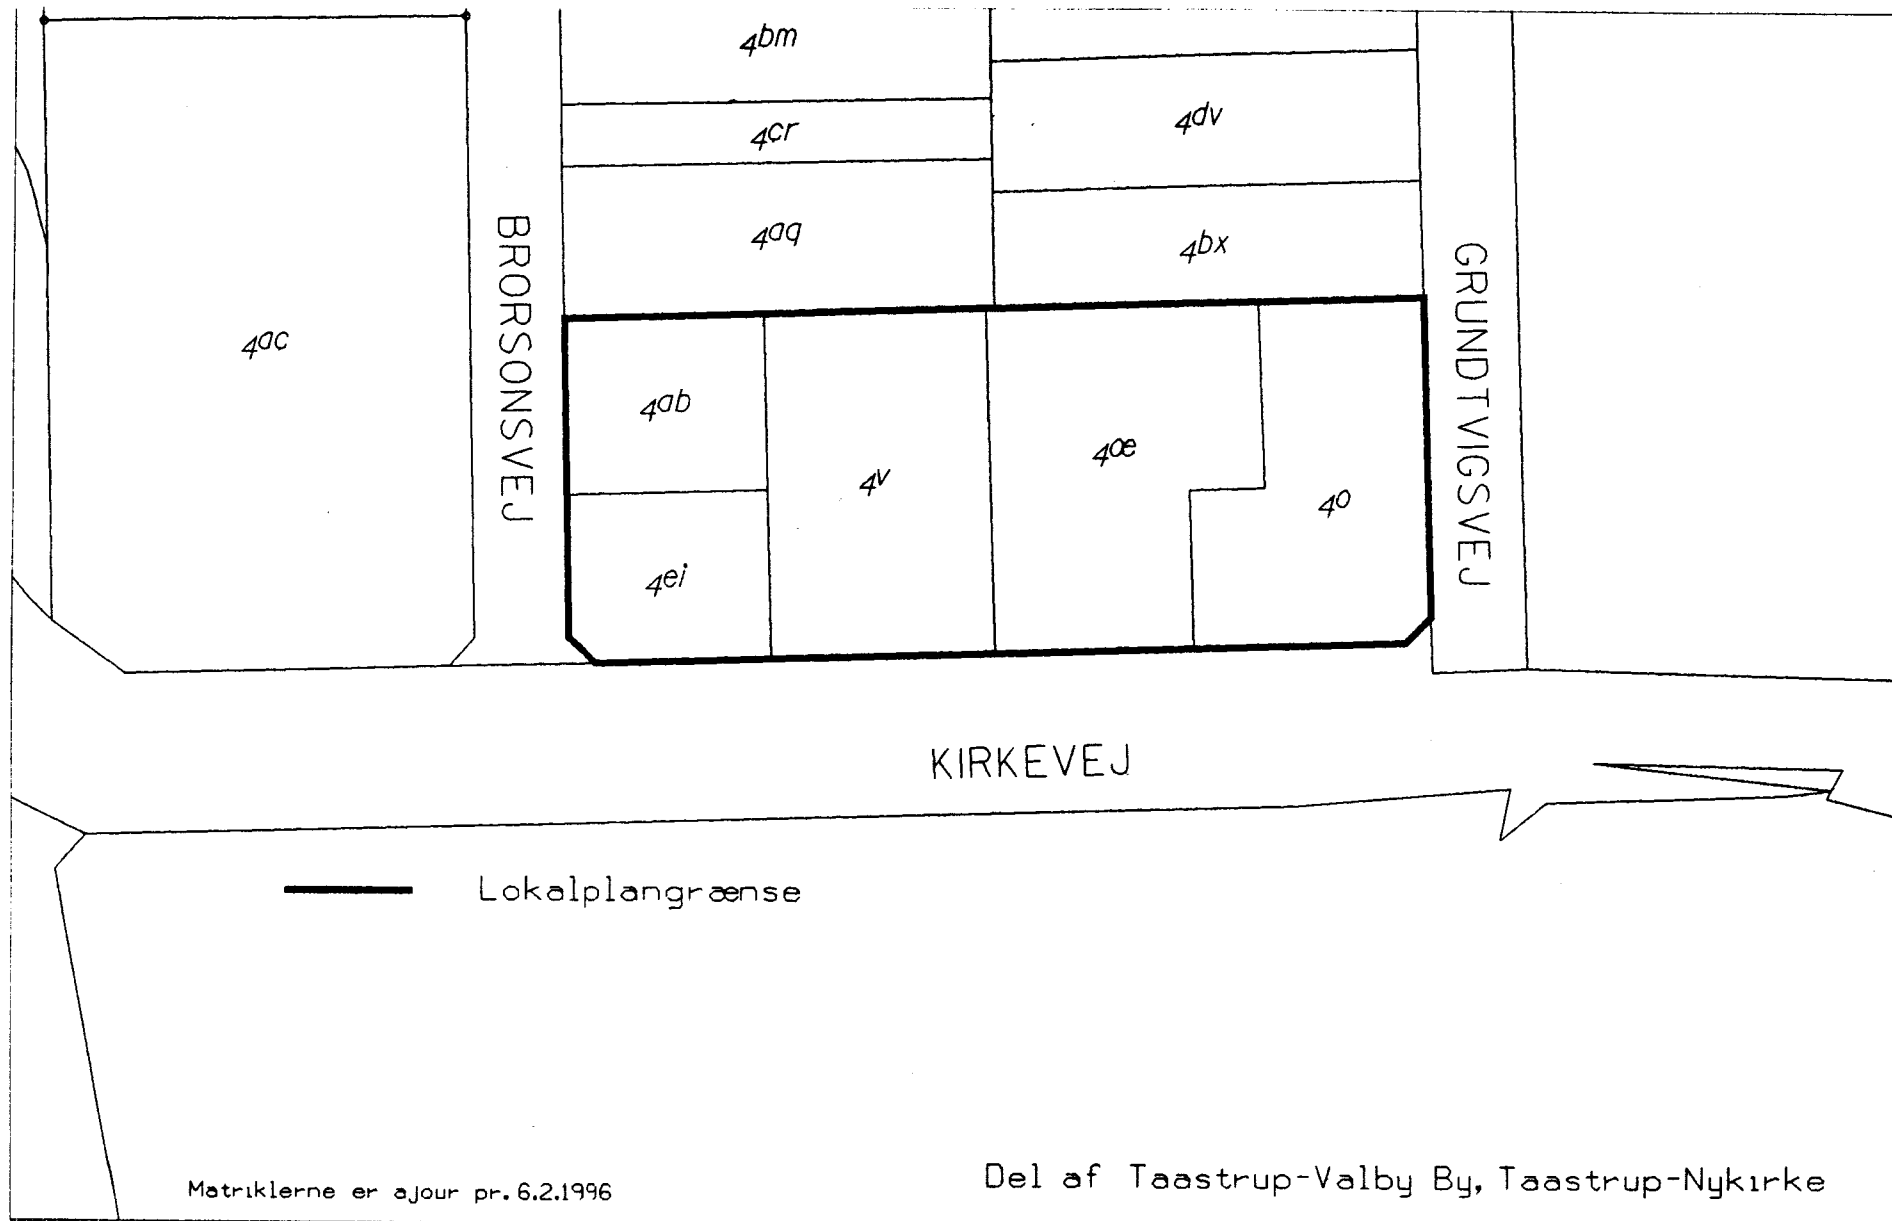 4bm
4cr
4dv
4aq
4bx
BRORSONSVEJ
GRUNDTVIGSVEJ
4ac
4ab
4v
4æ
4o
4ei
KIRKEVEJ
Lokalplangrænse
Matriklerne er ajour pr. 6.2.1996
Del af Taastrup-Valby By, Taastrup-Nykirke